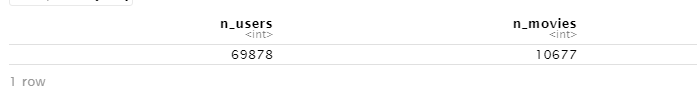 n_users n_movies
<int> <int>
69878 10677
1 row